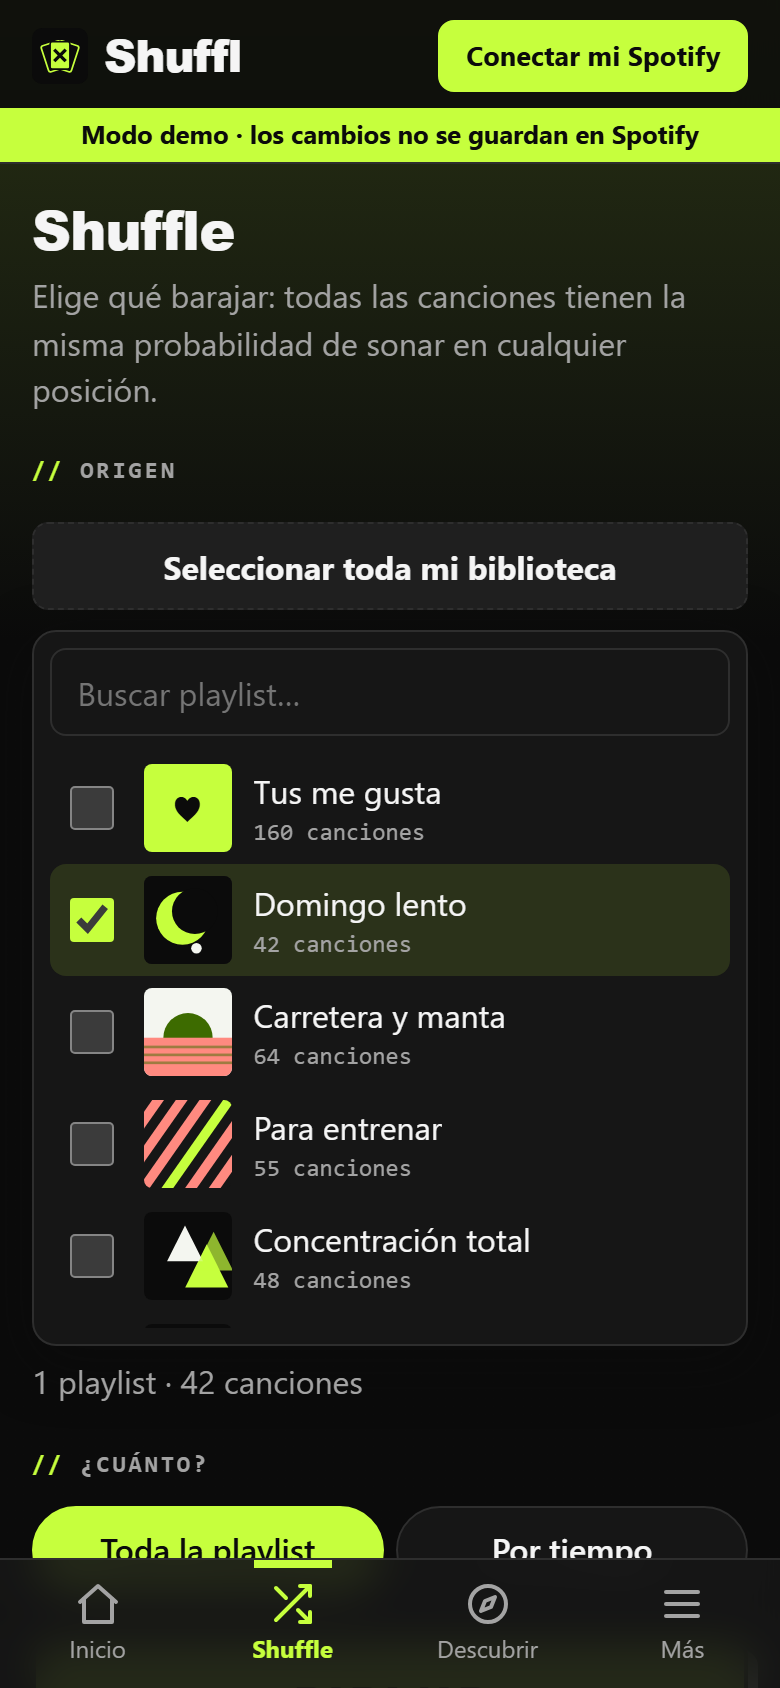 Shuffl
Conectar mi Spotify
Modo demo · los cambios no se guardan en Spotify
Shuffle
Elige qué barajar: todas las canciones tienen la
misma probabilidad de sonar en cualquier
posición.
// ORIGEN
Seleccionar toda mi biblioteca
Buscar playlist...
Tus me gusta
160 canciones
Domingo lento
42 canciones
Carretera y manta
64 canciones
Para entrenar
55 canciones
Concentración total
48 canciones
1 playlist · 42 canciones
// ¿CUÁNTO?
Toda la playlist
Por tiempo
Inicio
Shuffle
Descubrir
Más